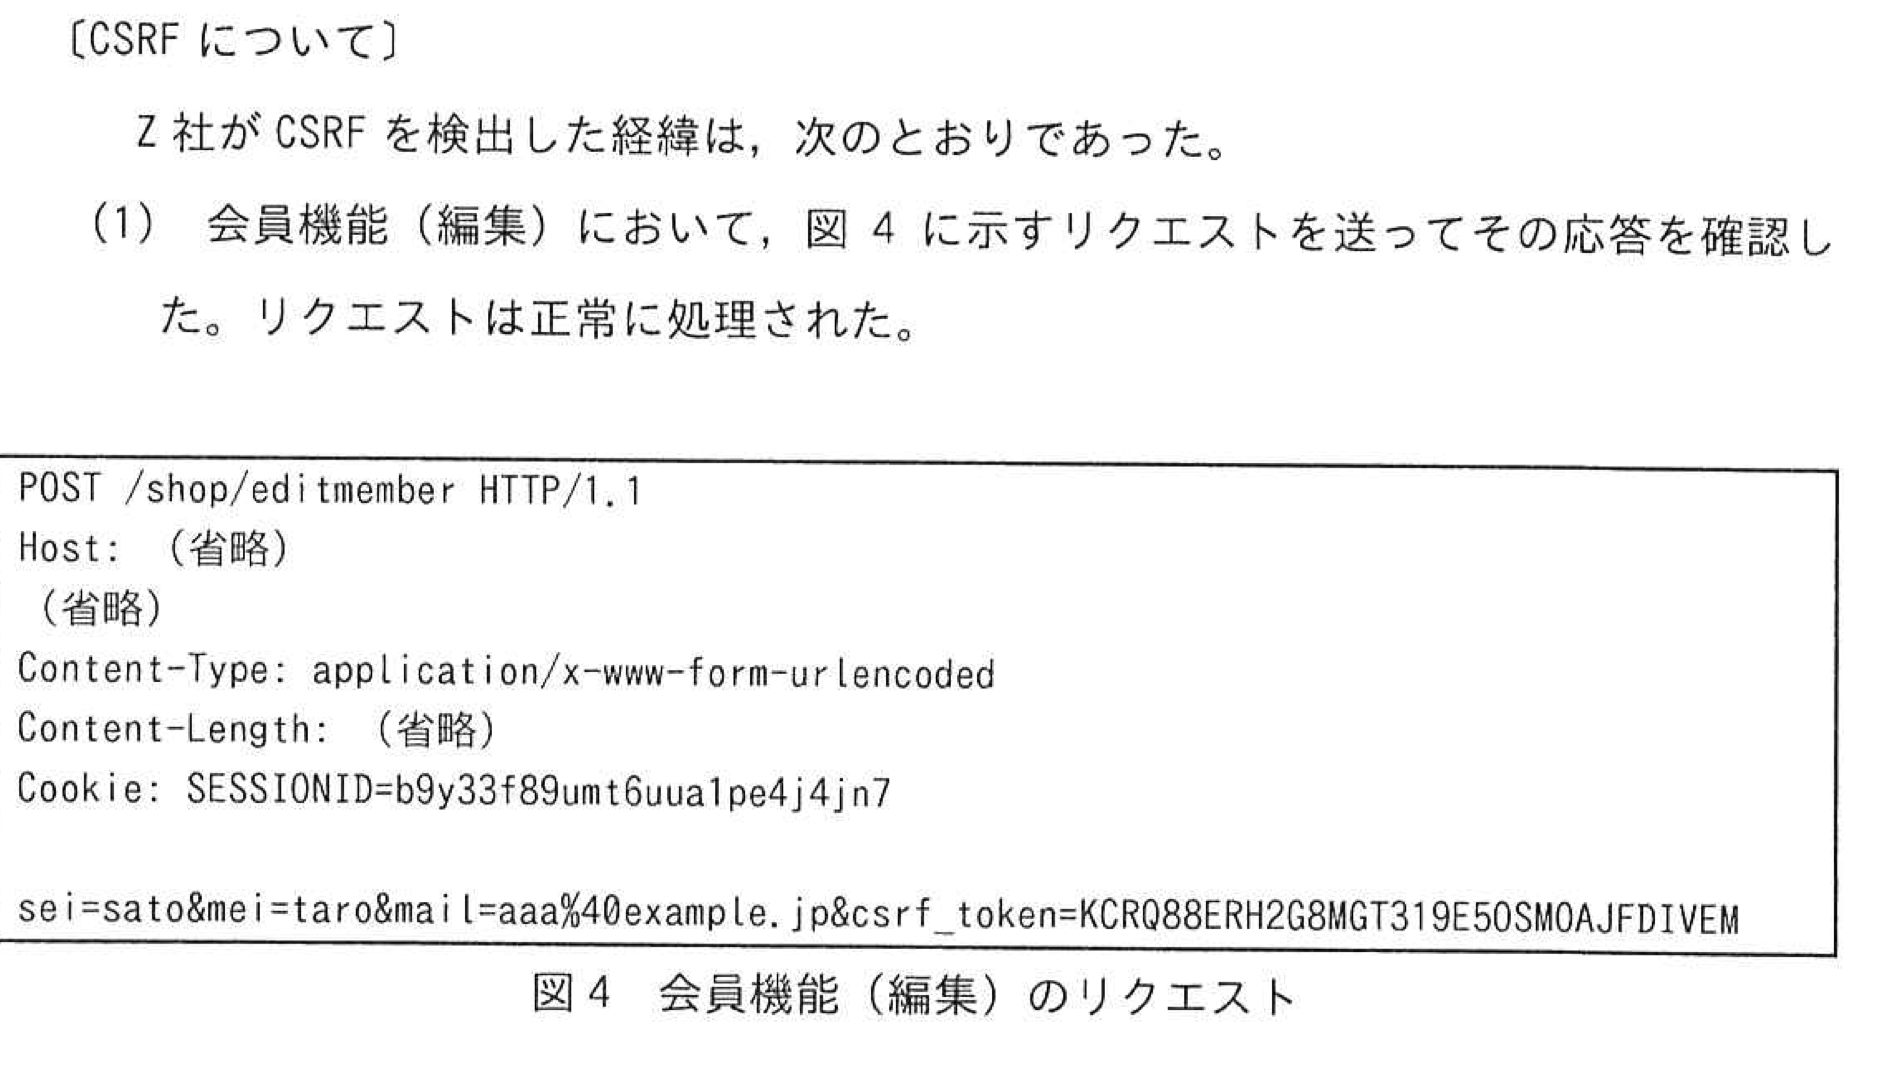 〔CSRF について〕
Z 社が CSRF を検出した経緯は，次のとおりであった。
(1)　会員機能（編集）において，図 4 に示すリクエストを送ってその応答を確認し
た。リクエストは正常に処理された。
POST /shop/editmember HTTP/1.1
Host: （省略）
（省略）
Content-Type: application/x-www-form-urlencoded
Content-Length: （省略）
Cookie: SESSIONID=b9y33f89umt6uua1pe4j4jn7

sei=sato&mei=taro&mail=aaa%40example.jp&csrf_token=KCRQ88ERH2G8MGT319E50SMOAJFDIVEM
図 4　会員機能（編集）のリクエスト